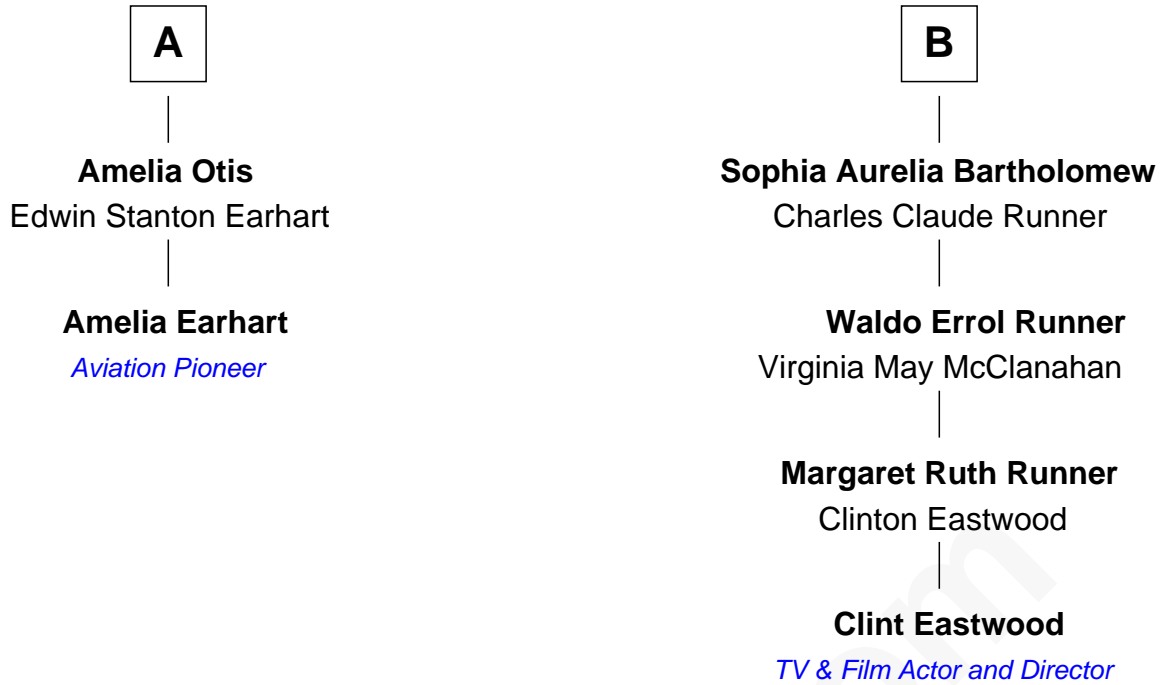 A
Amelia Otis
Edwin Stanton Earhart
Amelia Earhart
Aviation Pioneer
B
Sophia Aurelia Bartholomew
Charles Claude Runner
Waldo Errol Runner
Virginia May McClanahan
Margaret Ruth Runner
Clinton Eastwood
Clint Eastwood
TV & Film Actor and Director